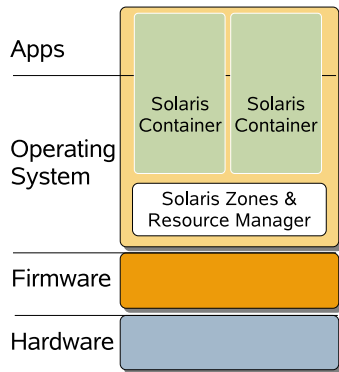 Apps
Solaris
Container
Solaris
Container
Operating
System
Solaris Zones &
Resource Manager
Firmware
Hardware